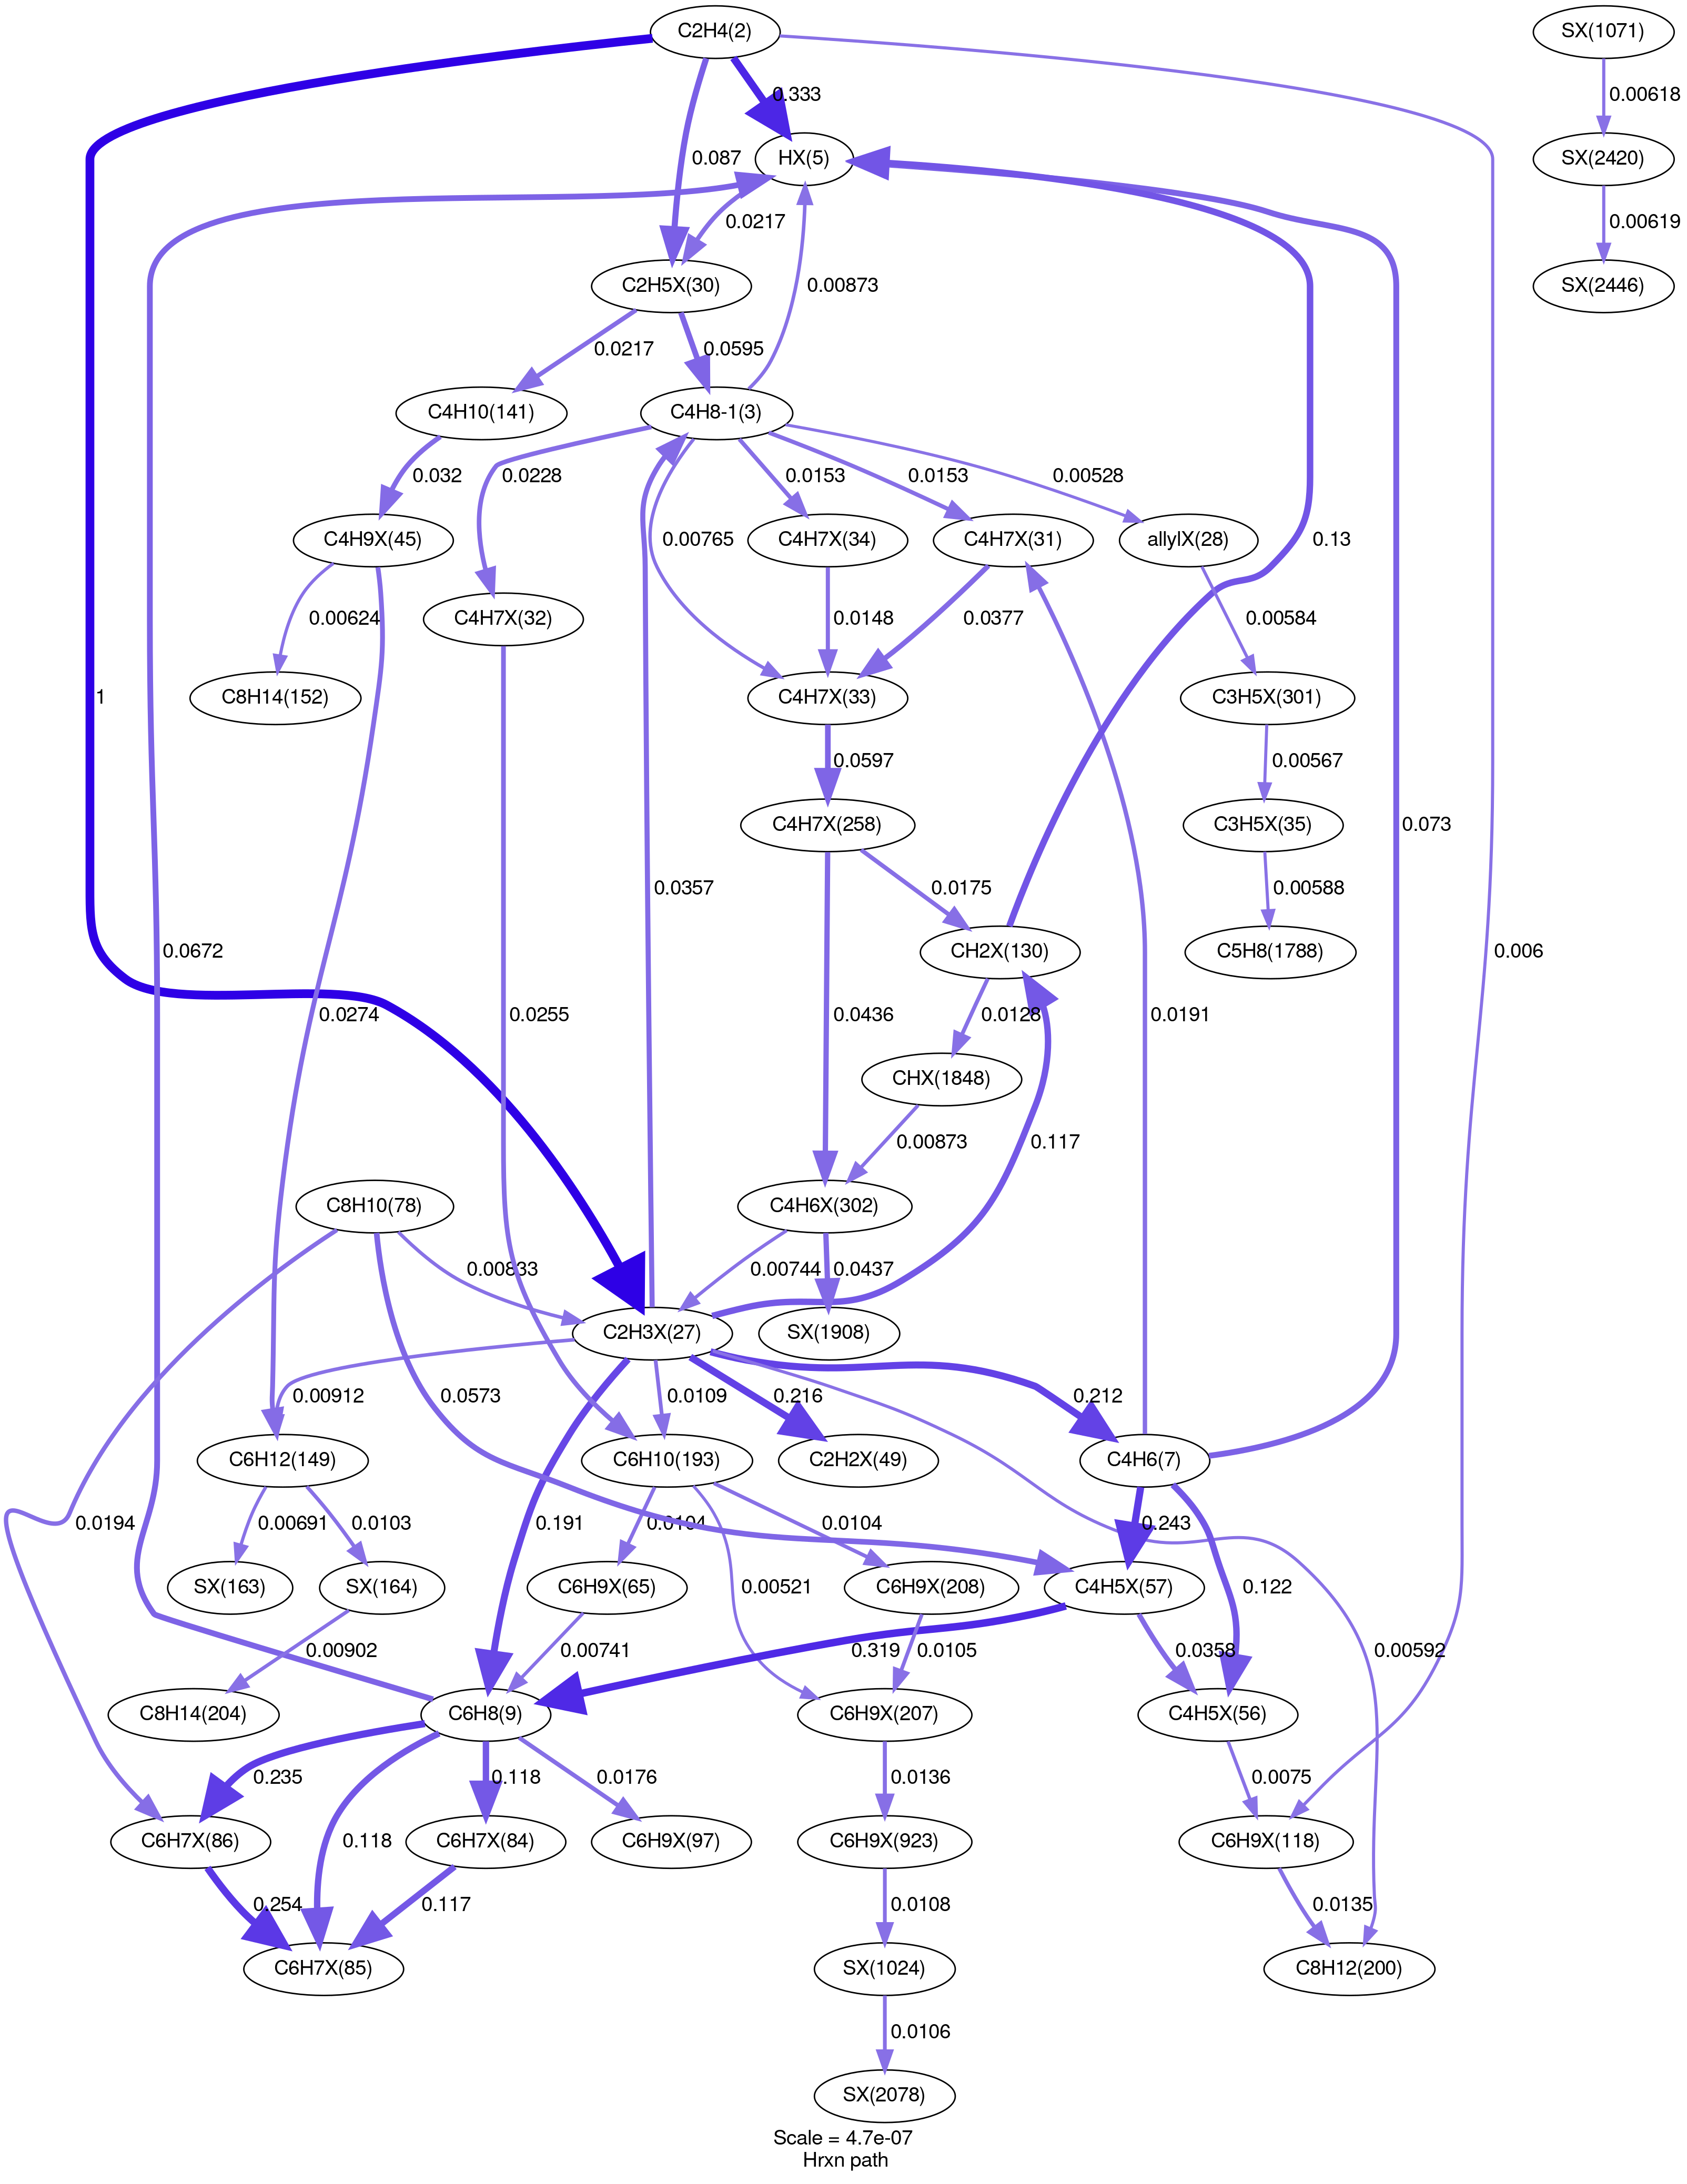 C2H4(2)
SX(1071)
0.333
0.00618
0.087
HX(5)
SX(2420)
0.0217
0.00619
C2H5X(30)
SX(2446)
0.00873
0.0217
0.0595
C4H10(141)
C4H8-1(3)
0.032
0.0228
0.0153
0.0153
0.00528
C4H9X(45)
0.00765
C4H7X(34)
C4H7X(31)
allylX(28)
0.13
0.00624
C4H7X(32)
0.0148
0.0377
0.00584
1
C8H14(152)
C4H7X(33)
C3H5X(301)
0.0597
0.00567
C4H7X(258)
C3H5X(35)
0.073
0.0357
0.0175
0.00588
0.0672
CH2X(130)
C5H8(1788)
0.006
0.0274
0.0255
0.0436
0.0128
0.0191
CHX(1848)
0.00873
0.117
C8H10(78)
C4H6X(302)
0.00833
0.00744
0.0437
C2H3X(27)
SX(1908)
0.00912
0.0573
0.0109
0.216
0.212
C6H12(149)
C6H10(193)
C2H2X(49)
C4H6(7)
0.0194
0.00691
0.0103
0.191
0.0104
0.0104
0.243
SX(163)
SX(164)
C6H9X(65)
0.00521
C6H9X(208)
C4H5X(57)
0.122
0.00902
0.00741
0.319
0.0105
0.0358
0.00592
C8H14(204)
C6H8(9)
C6H9X(207)
C4H5X(56)
0.235
0.118
0.0176
0.0136
0.0075
C6H7X(86)
0.118
C6H7X(84)
C6H9X(97)
C6H9X(923)
C6H9X(118)
0.254
0.117
0.0108
0.0135
C6H7X(85)
SX(1024)
C8H12(200)
0.0106
SX(2078)
Scale = 4.7e-07
Hrxn path